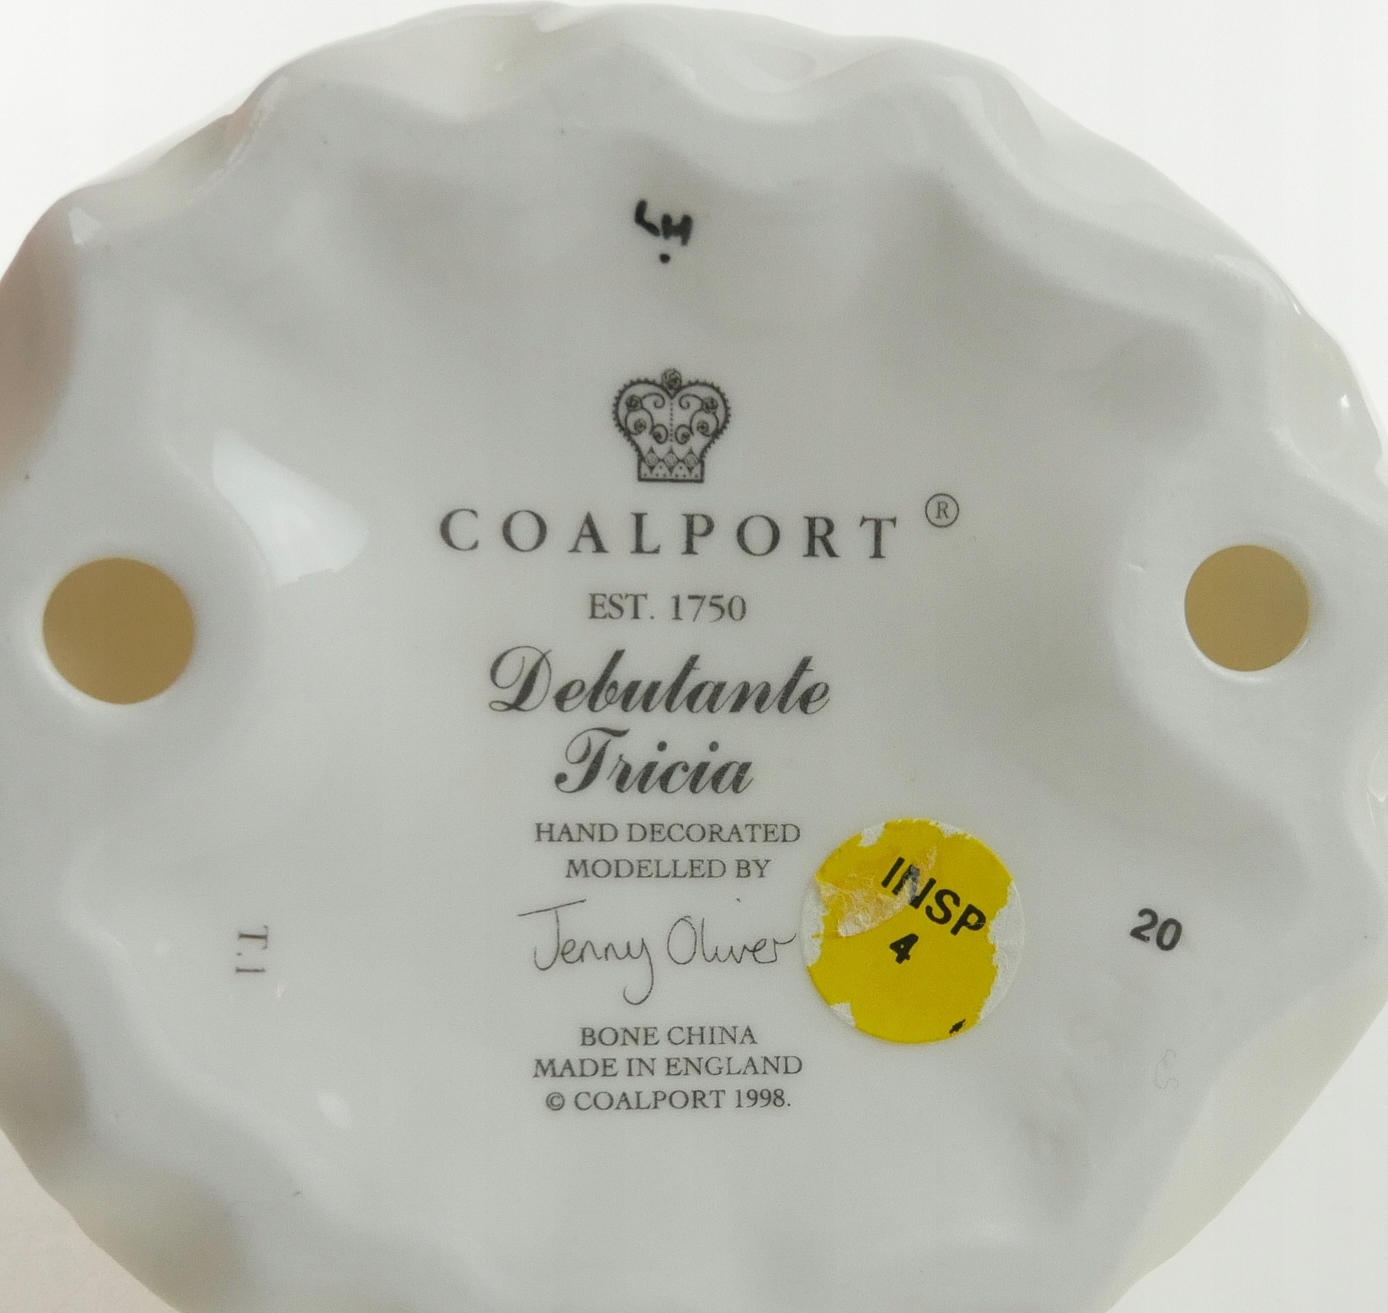 LH
COALPORT ®
EST. 1750
Debutante
Tricia
HAND DECORATED
MODELLED BY
Jenny Oliver
INSP
4
20
T.1
BONE CHINA
MADE IN ENGLAND
© COALPORT 1998.